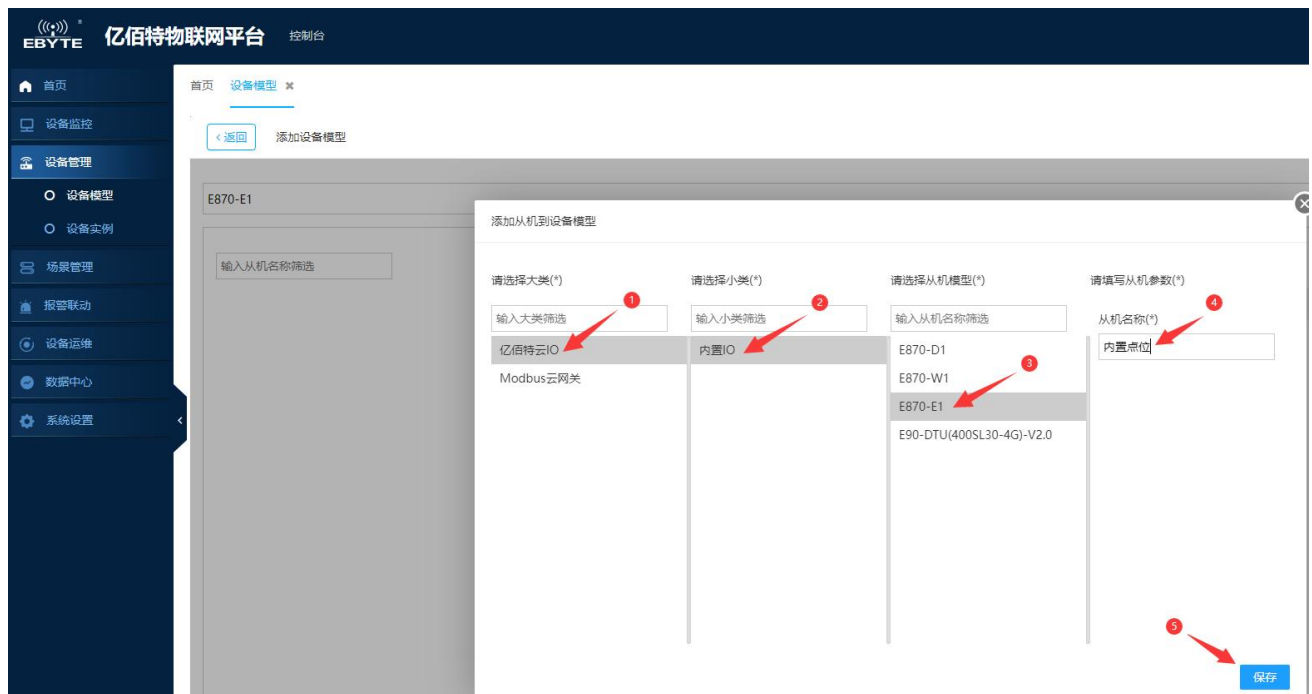 ((•)) ®
EBYTE 亿佰特物联网平台 控制台
首页
设备监控
设备管理
设备模型
设备实例
场景管理
报警联动
设备运维
数据中心
系统设置
首页 设备模型 ✖
<返回 添加设备模型
E870-E1
输入从机名称筛选
添加从机到设备模型
请选择大类(*) 请选择小类(*) 请选择从机模型(*) 请填写从机参数(*)
1 2 4
输入大类筛选 输入小类筛选 输入从机名称筛选 从机名称(*)
亿佰特云IO 内置IO E870-D1 内置点位
3
Modbus云网关 E870-W1
E870-E1
E90-DTU(400SL30-4G)-V2.0
5
保存